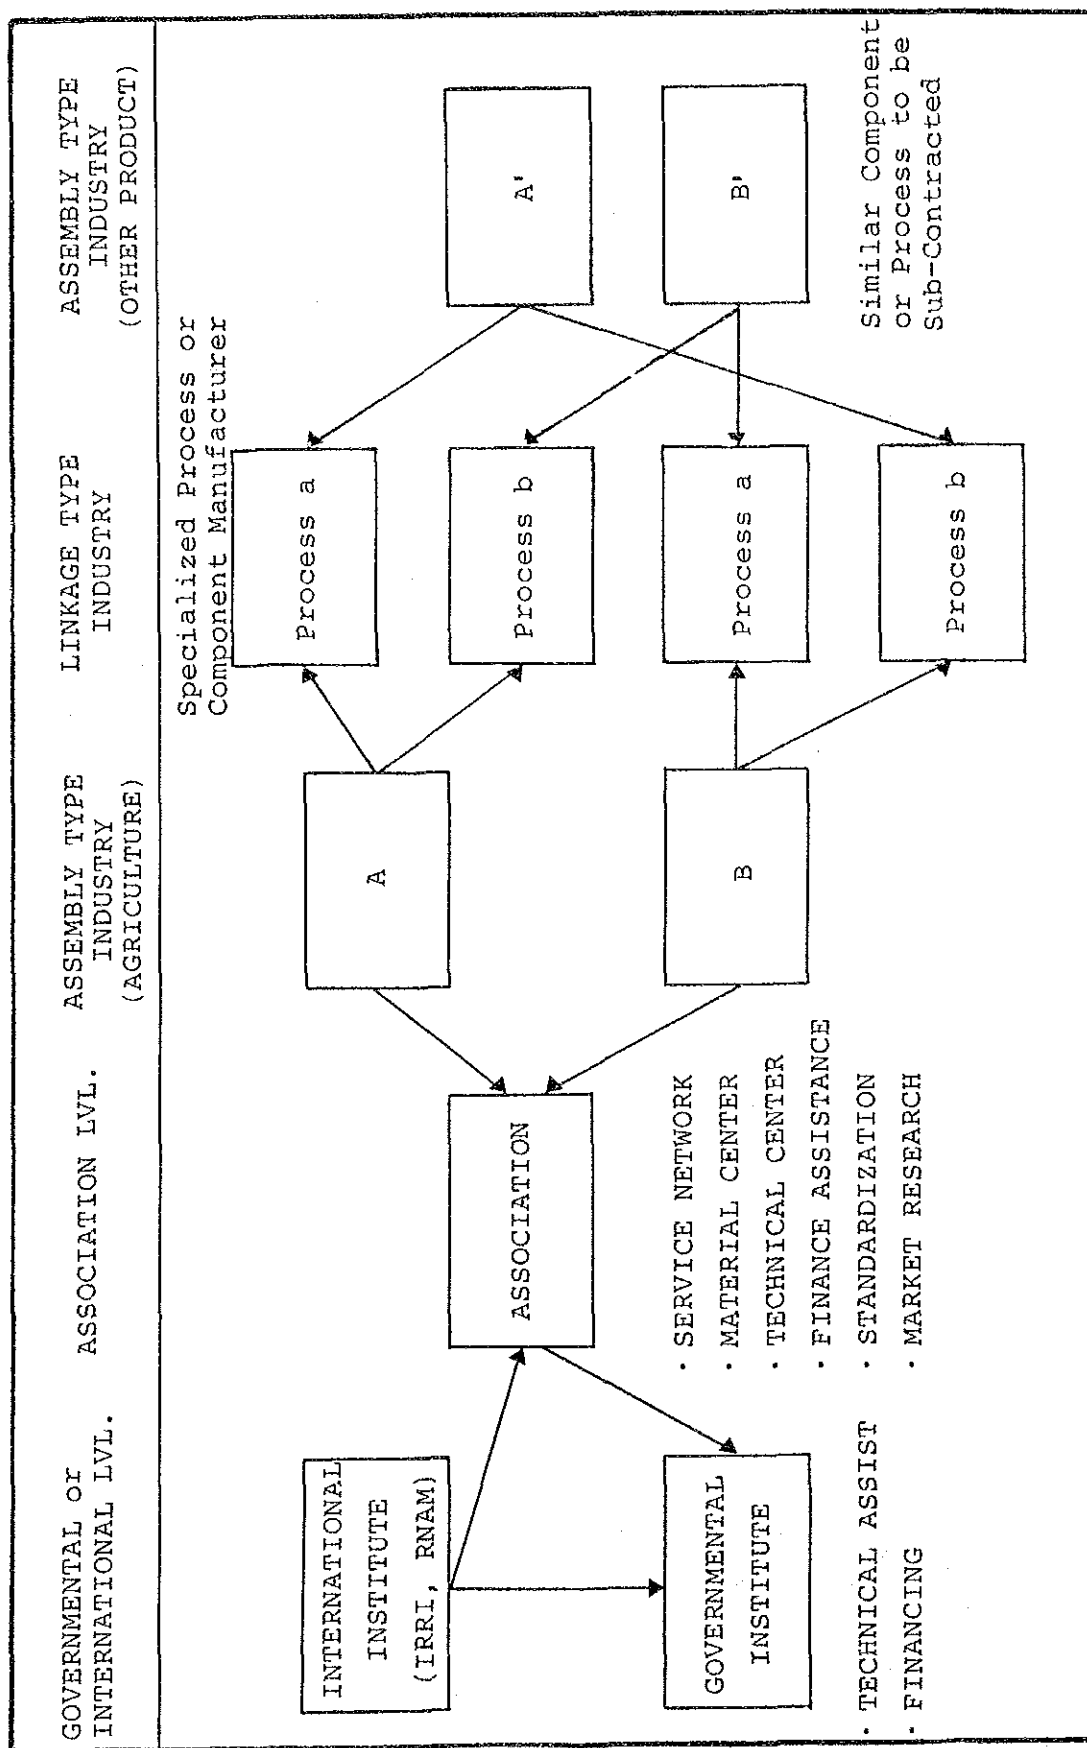 GOVERNMENTAL or
INTERNATIONAL LVL.
ASSOCIATION LVL.
ASSEMBLY TYPE
INDUSTRY
(AGRICULTURE)
LINKAGE TYPE
INDUSTRY
ASSEMBLY TYPE
INDUSTRY
(OTHER PRODUCT)
INTERNATIONAL
INSTITUTE
(IRRI, RNAM)
GOVERNMENTAL
INSTITUTE
· TECHNICAL ASSIST
· FINANCING
ASSOCIATION
· SERVICE NETWORK
· MATERIAL CENTER
· TECHNICAL CENTER
· FINANCE ASSISTANCE
· STANDARDIZATION
· MARKET RESEARCH
A
B
Specialized Process or
Component Manufacturer
Process a
Process b
Process a
Process b
A'
B'
Similar Component
or Process to be
Sub-Contracted